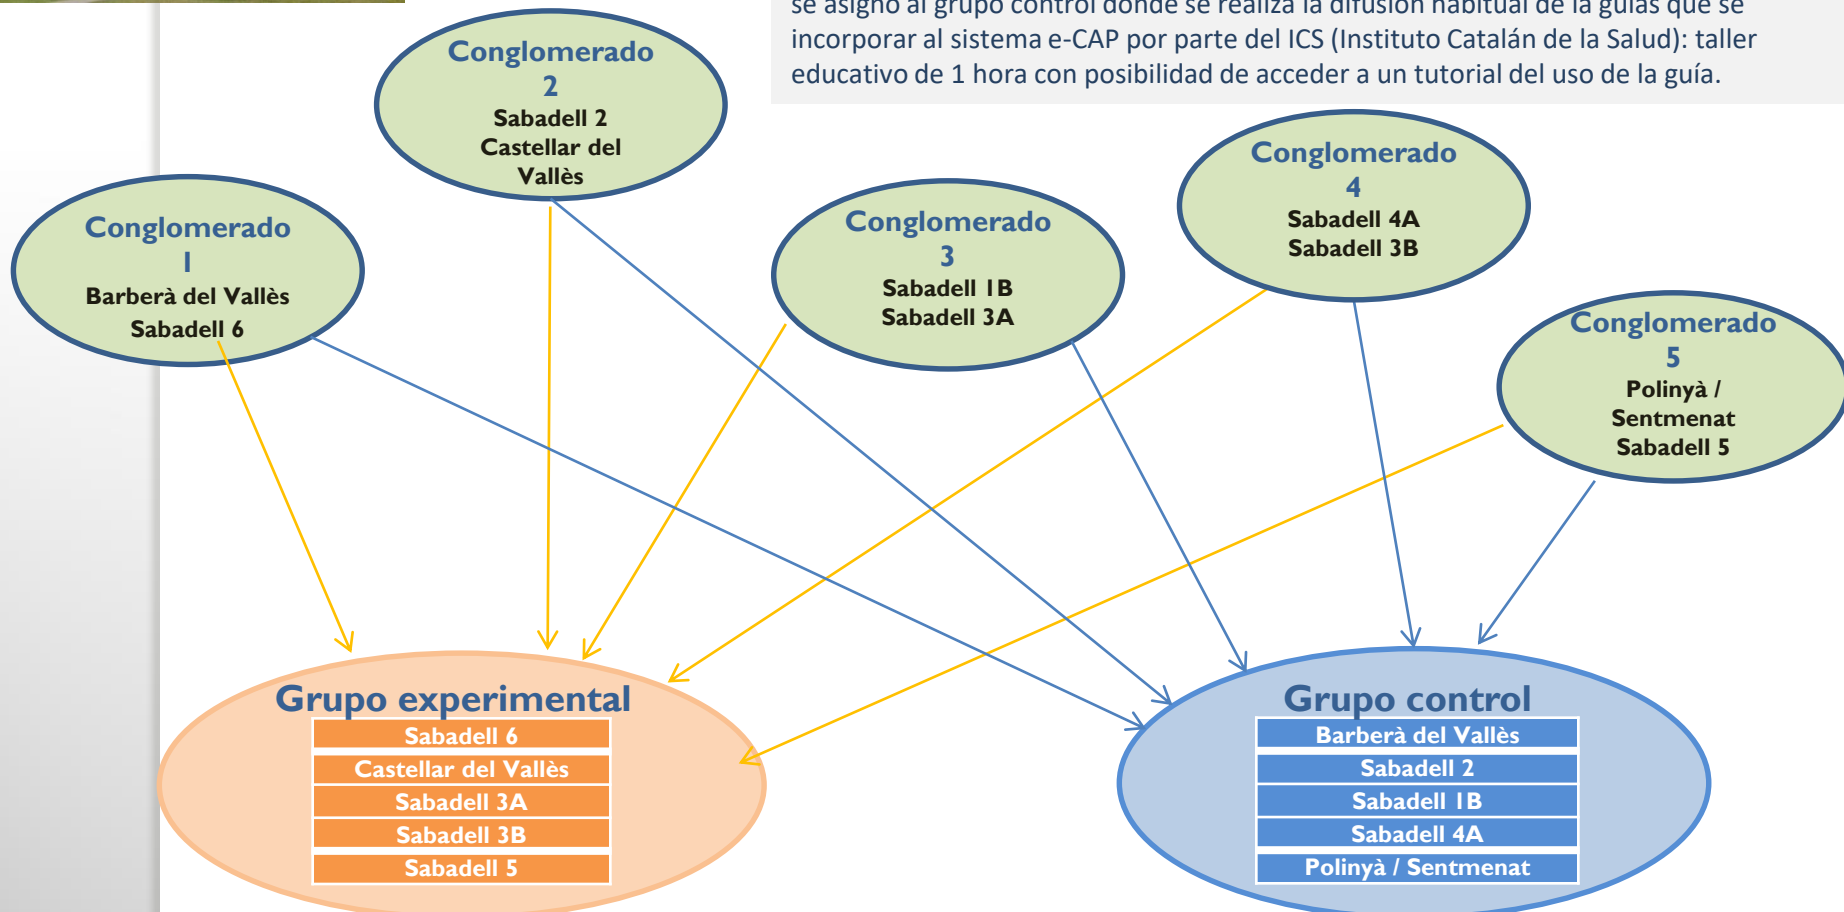 se asignó al grupo control donde se realiza la difusión habitual de la guías que se
incorporar al sistema e-CAP por parte del ICS (Instituto Catalán de la Salud): taller
educativo de 1 hora con posibilidad de acceder a un tutorial del uso de la guía.
Conglomerado
1
Barberà del Vallès
Sabadell 6
Conglomerado
2
Sabadell 2
Castellar del
Vallès
Conglomerado
3
Sabadell 1B
Sabadell 3A
Conglomerado
4
Sabadell 4A
Sabadell 3B
Conglomerado
5
Polinyà /
Sentmenat
Sabadell 5
Grupo experimental
Sabadell 6
Castellar del Vallès
Sabadell 3A
Sabadell 3B
Sabadell 5
Grupo control
Barberà del Vallès
Sabadell 2
Sabadell 1B
Sabadell 4A
Polinyà / Sentmenat